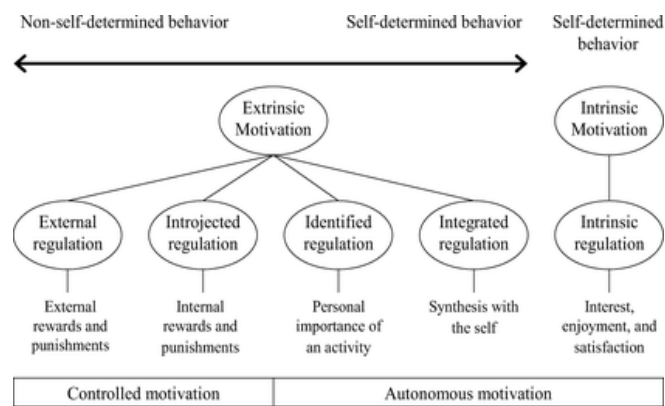 Non-self-determined behavior
Self-determined behavior
Self-determined
behavior
Extrinsic
Motivation
Intrinsic
Motivation
External
regulation
Introjected
regulation
Identified
regulation
Integrated
regulation
Intrinsic
regulation
External
rewards and
punishments
Internal
rewards and
punishments
Personal
importance of
an activity
Synthesis with
the self
Interest,
enjoyment, and
satisfaction
Controlled motivation
Autonomous motivation